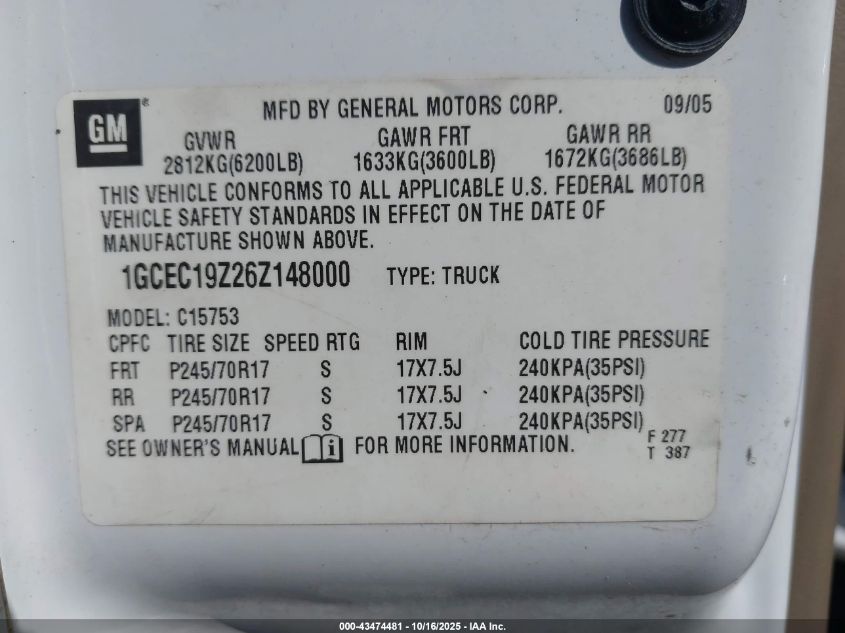 GM® MFD BY GENERAL MOTORS CORP. 09/05
GVWR GAWR FRT GAWR RR
2812KG(6200LB) 1633KG(3600LB) 1672KG(3686LB)
THIS VEHICLE CONFORMS TO ALL APPLICABLE U.S. FEDERAL MOTOR
VEHICLE SAFETY STANDARDS IN EFFECT ON THE DATE OF
MANUFACTURE SHOWN ABOVE.
1GCEC19Z26Z148000 TYPE: TRUCK
MODEL: C15753
CPFC TIRE SIZE SPEED RTG RIM COLD TIRE PRESSURE
FRT P245/70R17 S 17X7.5J 240KPA(35PSI)
RR P245/70R17 S 17X7.5J 240KPA(35PSI)
SPA P245/70R17 S 17X7.5J 240KPA(35PSI)
SEE OWNER'S MANUAL i FOR MORE INFORMATION.
F 277
T 387
000-43474481 - 10/16/2025 - IAA Inc.